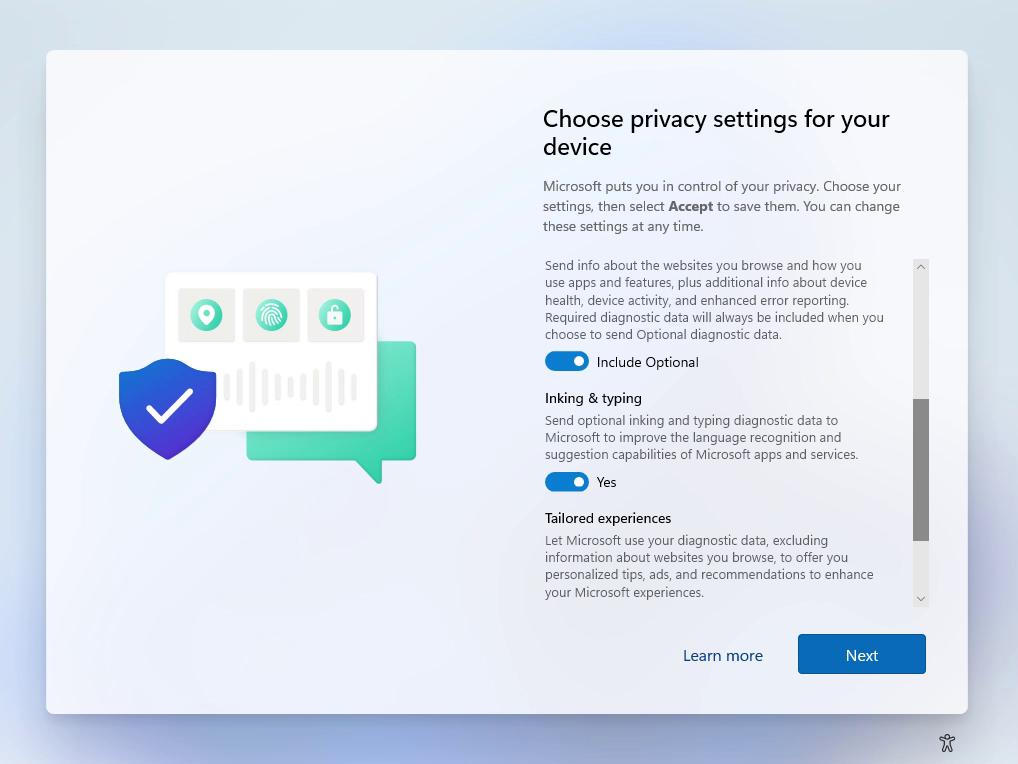 Choose privacy settings for your
device
Microsoft puts you in control of your privacy. Choose your
settings, then select Accept to save them. You can change
these settings at any time.
Send info about the websites you browse and how you
use apps and features, plus additional info about device
health, device activity, and enhanced error reporting.
Required diagnostic data will always be included when you
choose to send Optional diagnostic data.
Include Optional
Inking & typing
Send optional inking and typing diagnostic data to
Microsoft to improve the language recognition and
suggestion capabilities of Microsoft apps and services.
Yes
Tailored experiences
Let Microsoft use your diagnostic data, excluding
information about websites you browse, to offer you
personalized tips, ads, and recommendations to enhance
your Microsoft experiences.
Learn more
Next